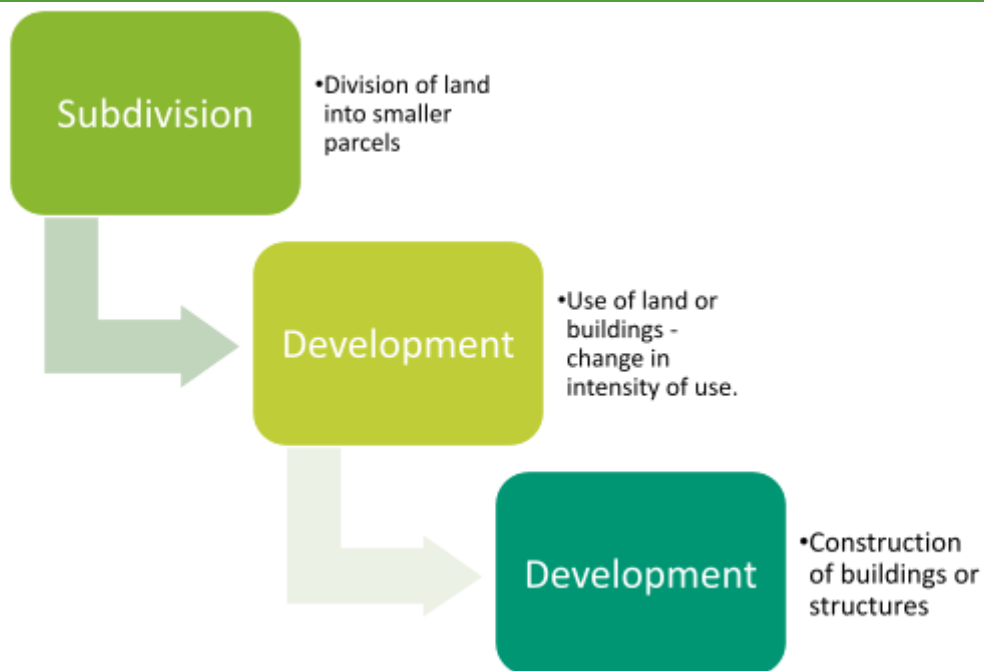 Subdivision
•Division of land
into smaller
parcels
Development
•Use of land or
buildings -
change in
intensity of use.
Development
•Construction
of buildings or
structures